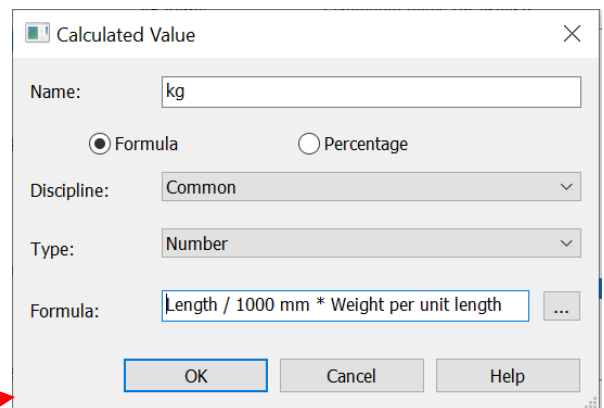 Calculated Value
Name: kg
Formula Percentage
Discipline: Common
Type: Number
Formula: Length / 1000 mm * Weight per unit length ...
OK Cancel Help